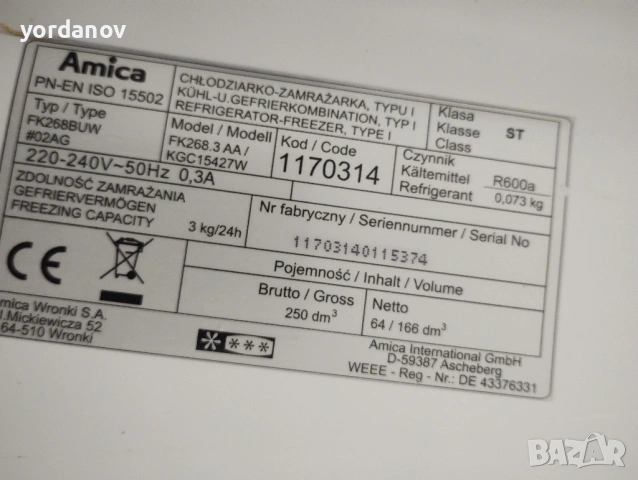 yordanov
Amica
PN-EN ISO 15502
CHŁODZIARKO-ZAMRAŻARKA, TYPU I
KÜHL-U.GEFRIERKOMBINATION, TYP I
REFRIGERATOR-FREEZER, TYPE I
Klasa
Klasse
Class
ST
Typ / Type
FK268BUW
#02AG
Model / Modell
FK268.3 AA /
KGC15427W
Kod / Code
1170314
Czynnik
Kältemittel
Refrigerant
R600a
0,073 kg
220-240V~50Hz 0,3A
ZDOLNOŚĆ ZAMRAŻANIA
GEFRIERVERMÖGEN
FREEZING CAPACITY
3 kg/24h
Nr fabryczny / Seriennummer / Serial No
11703140115374
CE
Pojemność / Inhalt / Volume
Brutto / Gross
250 dm³
Netto
64 / 166 dm³
mica Wronki S.A.
l.Mickiewicza 52
64-510 Wronki
Amica International GmbH
D-59387 Ascheberg
WEEE - Reg - Nr.: DE 43376331
BAZAR